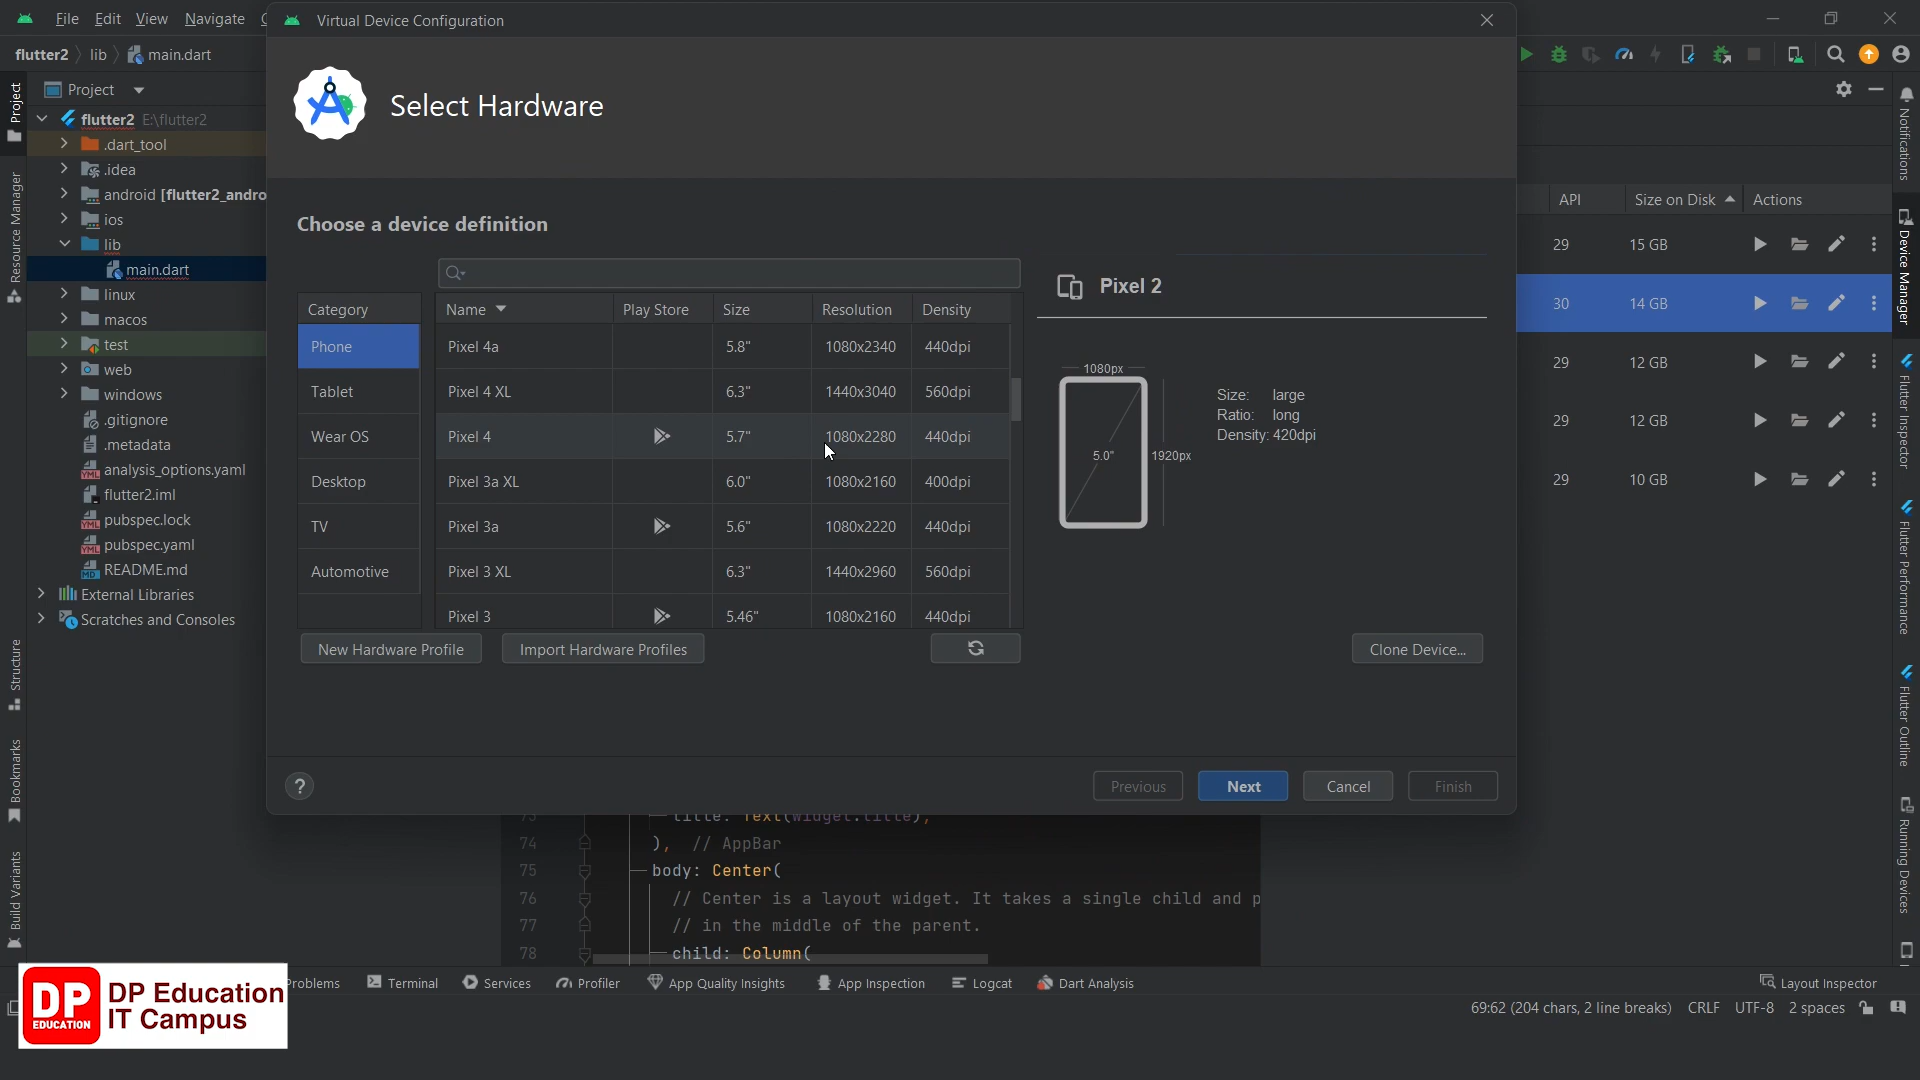 File Edit View Navigate
Virtual Device Configuration
flutter2 lib main.dart
Project
flutter2 E:\flutter2
.dart_tool
.idea
android [flutter2_andro
ios
lib
main.dart
linux
macos
test
web
windows
.gitignore
.metadata
analysis_options.yaml
flutter2.iml
pubspec.lock
pubspec.yaml
README.md
External Libraries
Scratches and Consoles
Project
Resource Manager
Structure
Bookmarks
Build Variants
Select Hardware
Choose a device definition
Category
Phone
Tablet
Wear OS
Desktop
TV
Automotive
Name Play Store Size Resolution Density
Pixel 4a 5.8" 1080x2340 440dpi
Pixel 4 XL 6.3" 1440x3040 560dpi
Pixel 4 5.7" 1080x2280 440dpi
Pixel 3a XL 6.0" 1080x2160 400dpi
Pixel 3a 5.6" 1080x2220 440dpi
Pixel 3 XL 6.3" 1440x2960 560dpi
Pixel 3 5.46" 1080x2160 440dpi
New Hardware Profile Import Hardware Profiles
Pixel 2
1080px
5.0"
1920px
Size: large
Ratio: long
Density: 420dpi
Clone Device...
? Previous Next Cancel Finish
API Size on Disk Actions
29 15 GB
30 14 GB
29 12 GB
29 12 GB
29 10 GB
Notifications
Device Manager
Flutter Inspector
Flutter Performance
Flutter Outline
Running Devices
73 title: Text(widget.title),
74 ), // AppBar
75 body: Center(
76 // Center is a layout widget. It takes a single child and p
77 // in the middle of the parent.
78 child: Column(
roblems Terminal Services Profiler App Quality Insights App Inspection Logcat Dart Analysis Layout Inspector
69:62 (204 chars, 2 line breaks) CRLF UTF-8 2 spaces
DP EDUCATION
DP Education
IT Campus